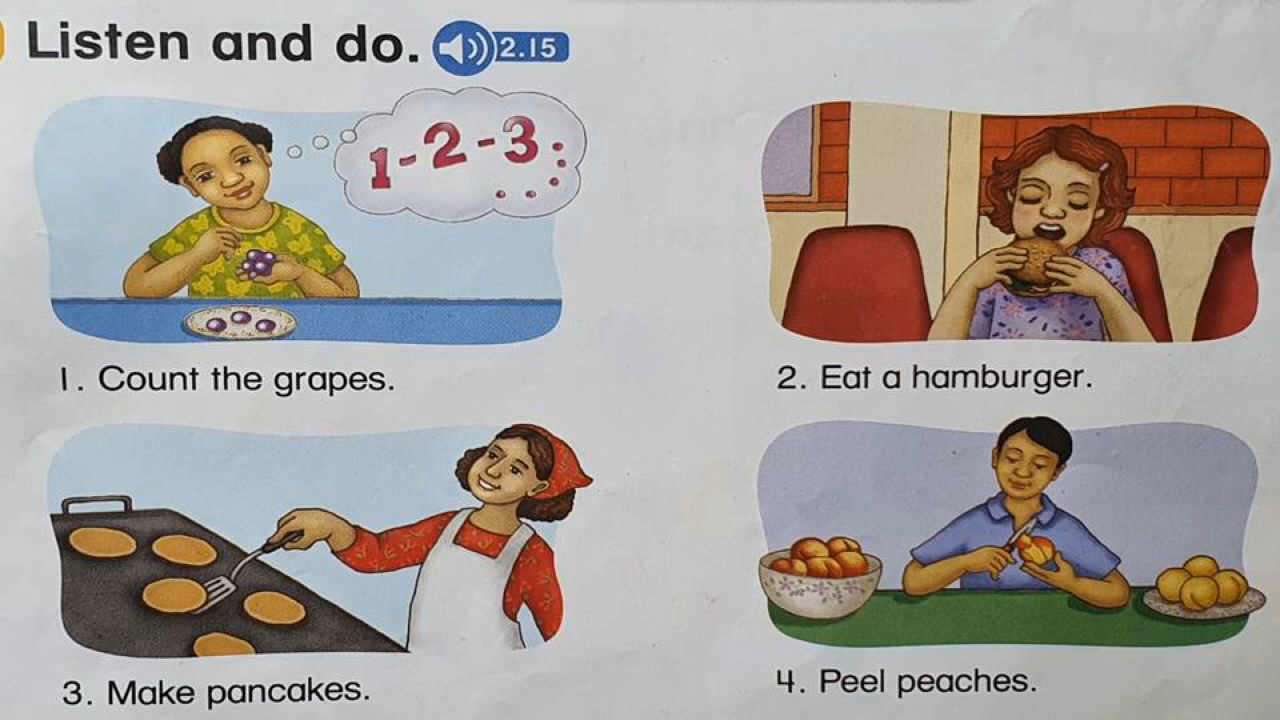 Listen and do. 2.15
1-2-3
1. Count the grapes.
2. Eat a hamburger.
3. Make pancakes.
4. Peel peaches.